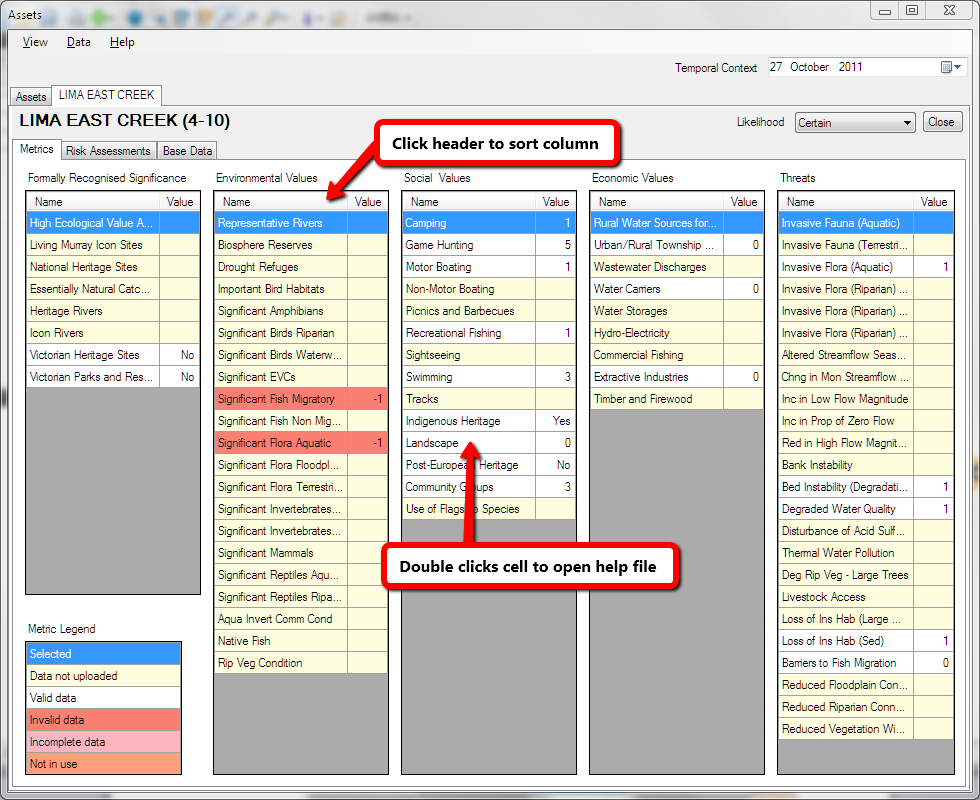 Assets
View Data Help
Temporal Context 27 October 2011
Assets LIMA EAST CREEK
LIMA EAST CREEK (4-10)
Likelihood Certain Close
Metrics Risk Assessments Base Data
Click header to sort column
Formally Recognised Significance
Name Value
High Ecological Value A...
Living Murray Icon Sites
National Heritage Sites
Essentially Natural Catc...
Heritage Rivers
Icon Rivers
Victorian Heritage Sites No
Victorian Parks and Res... No
Environmental Values
Name Value
Representative Rivers
Biosphere Reserves
Drought Refuges
Important Bird Habitats
Significant Amphibians
Significant Birds Riparian
Significant Birds Waterw...
Significant EVCs
Significant Fish Migratory -1
Significant Fish Non Mig...
Significant Flora Aquatic -1
Significant Flora Floodpl...
Significant Flora Terrestri...
Significant Invertebrates...
Significant Invertebrates...
Significant Mammals
Significant Reptiles Aqu...
Significant Reptiles Ripa...
Aqua Invert Comm Cond
Native Fish
Rip Veg Condition
Social Values
Name Value
Camping 1
Game Hunting 5
Motor Boating 1
Non-Motor Boating
Picnics and Barbecues
Recreational Fishing 1
Sightseeing
Swimming 3
Tracks
Indigenous Heritage Yes
Landscape 0
Post-European Heritage No
Community Groups 3
Use of Flagship Species
Double clicks cell to open help file
Economic Values
Name Value
Rural Water Sources for...
Urban/Rural Township ... 0
Wastewater Discharges
Water Carriers 0
Water Storages
Hydro-Electricity
Commercial Fishing
Extractive Industries 0
Timber and Firewood
Threats
Name Value
Invasive Fauna (Aquatic)
Invasive Fauna (Terrestri...
Invasive Flora (Aquatic) 1
Invasive Flora (Riparian) ...
Invasive Flora (Riparian) ...
Invasive Flora (Riparian) ...
Altered Streamflow Seas...
Chng in Mon Streamflow ...
Inc in Low Flow Magnitude
Inc in Prop of Zero Flow
Red in High Flow Magnit...
Bank Instability
Bed Instability (Degradati... 1
Degraded Water Quality 1
Disturbance of Acid Sulf...
Thermal Water Pollution
Deg Rip Veg - Large Trees
Livestock Access
Loss of Ins Hab (Large ...
Loss of Ins Hab (Sed) 1
Barriers to Fish Migration 0
Reduced Floodplain Con...
Reduced Riparian Conn...
Reduced Vegetation Wi...
Metric Legend
Selected
Data not uploaded
Valid data
Invalid data
Incomplete data
Not in use